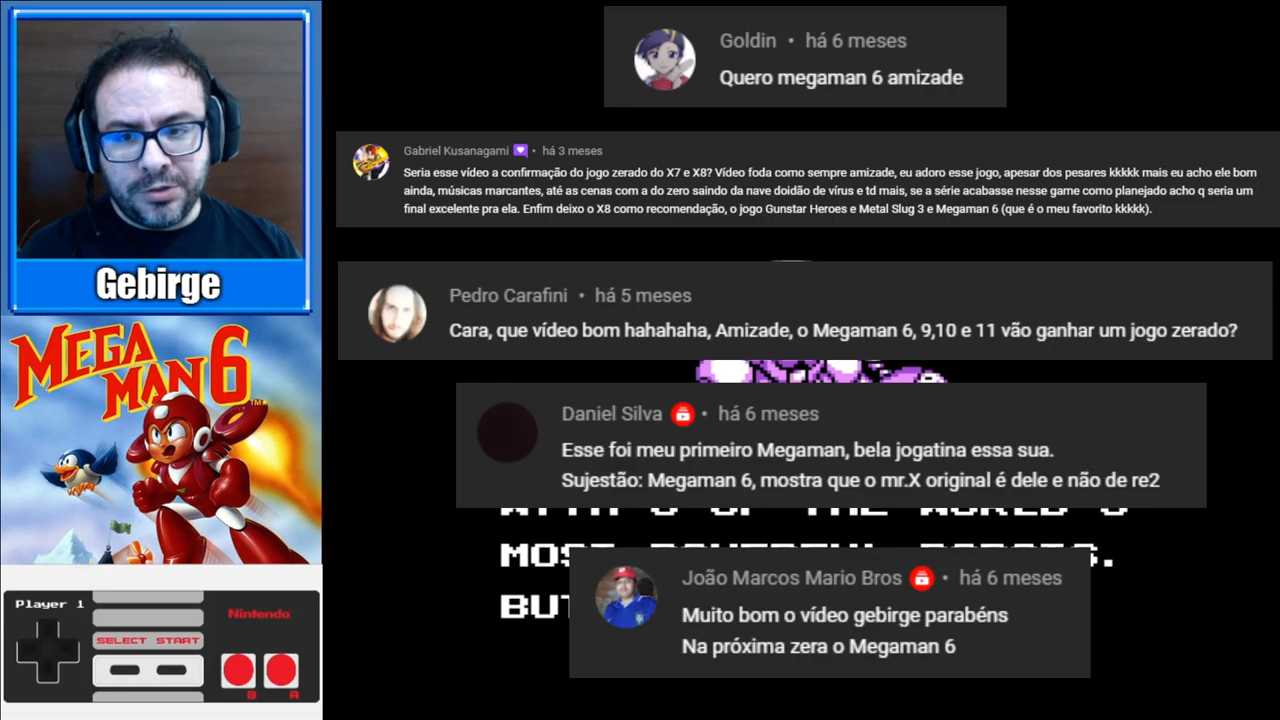 Goldin • há 6 meses
Quero megaman 6 amizade
Gabriel Kusanagami • há 3 meses
Seria esse vídeo a confirmação do jogo zerado do X7 e X8? Vídeo foda como sempre amizade, eu adoro esse jogo, apesar dos pesares kkkkk mais eu acho ele bom
ainda, músicas marcantes, até as cenas com a do zero saindo da nave doidão de vírus e td mais, se a série acabasse nesse game como planejado acho q seria um
final excelente pra ela. Enfim deixo o X8 como recomendação, o jogo Gunstar Heroes e Metal Slug 3 e Megaman 6 (que é o meu favorito kkkkk).
Gebirge
Pedro Carafini • há 5 meses
Cara, que vídeo bom hahahaha, Amizade, o Megaman 6, 9,10 e 11 vão ganhar um jogo zerado?
MEGA
MAN 6
TM
Daniel Silva • há 6 meses
Esse foi meu primeiro Megaman, bela jogatina essa sua.
Sujestão: Megaman 6, mostra que o mr.X original é dele e não de re2
João Marcos Mario Bros • há 6 meses
Muito bom o vídeo gebirge parabéns
Na próxima zera o Megaman 6
Player 1
Nintendo
SELECT START
B A